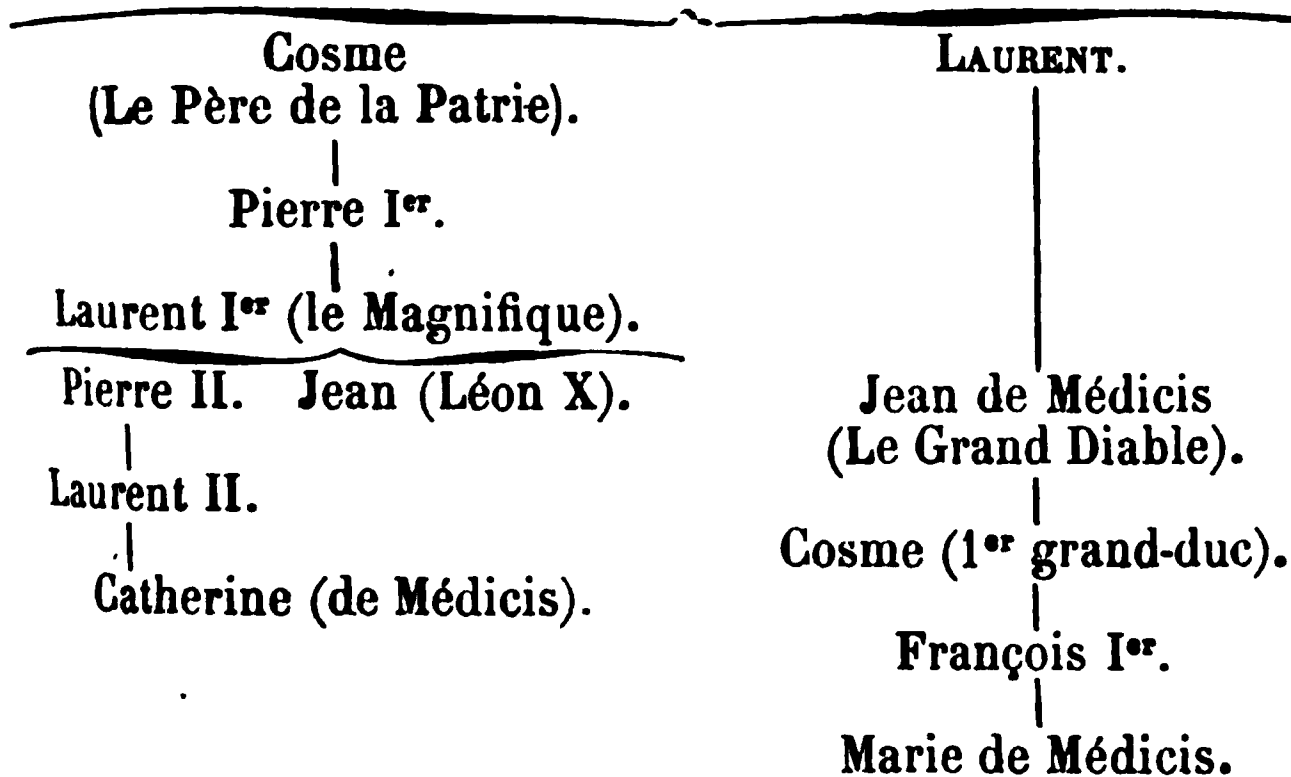 Cosme
(Le Père de la Patrie).
Pierre Iᵉʳ.
Laurent Iᵉʳ (le Magnifique).
Pierre II. Jean (Léon X).
Laurent II.
Catherine (de Médicis).
LAURENT.
Jean de Médicis
(Le Grand Diable).
Cosme (1ᵉʳ grand-duc).
François Iᵉʳ.
Marie de Médicis.